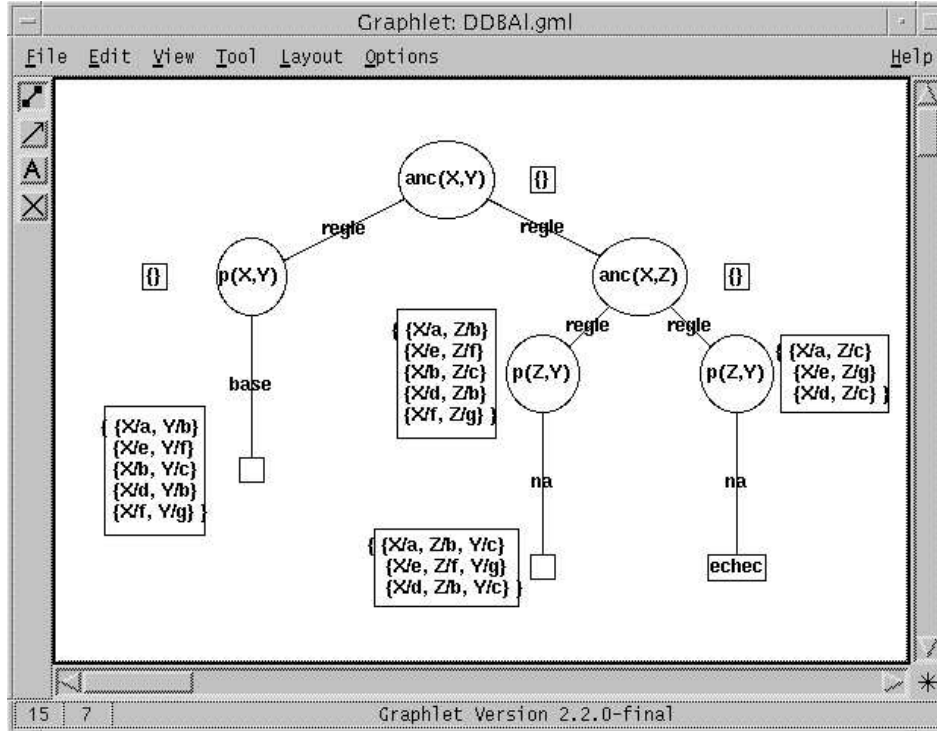 Graphlet: DDBAl.gml
File Edit View Tool Layout Options Help
A
anc(X,Y)
{}
regle
regle
{}
p(X,Y)
anc(X,Z)
{}
{ {X/a, Z/b}
{X/e, Z/f}
{X/b, Z/c}
{X/d, Z/b}
{X/f, Z/g} }
regle
regle
p(Z,Y)
p(Z,Y)
{ {X/a, Z/c}
{X/e, Z/g}
{X/d, Z/c} }
base
{ {X/a, Y/b}
{X/e, Y/f}
{X/b, Y/c}
{X/d, Y/b}
{X/f, Y/g} }
na
na
{ {X/a, Z/b, Y/c}
{X/e, Z/f, Y/g}
{X/d, Z/b, Y/c} }
echec
15 7 Graphlet Version 2.2.0-final